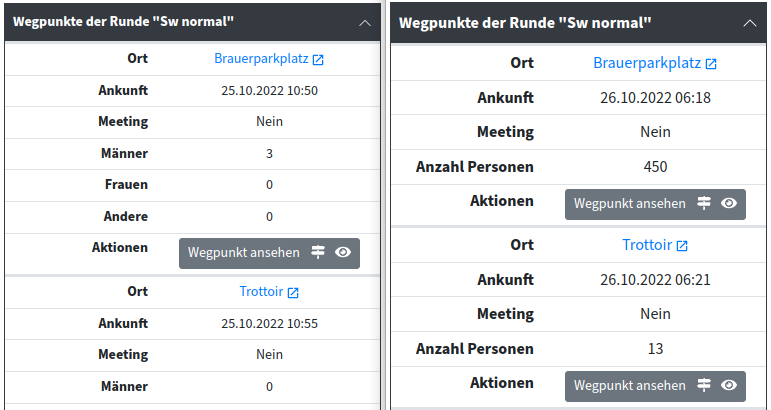 Wegpunkte der Runde "Sw normal"
Ort Brauerparkplatz
Ankunft 25.10.2022 10:50
Meeting Nein
Männer 3
Frauen 0
Andere 0
Aktionen Wegpunkt ansehen
Ort Trottoir
Ankunft 25.10.2022 10:55
Meeting Nein
Männer 0
Wegpunkte der Runde "Sw normal"
Ort Brauerparkplatz
Ankunft 26.10.2022 06:18
Meeting Nein
Anzahl Personen 450
Aktionen Wegpunkt ansehen
Ort Trottoir
Ankunft 26.10.2022 06:21
Meeting Nein
Anzahl Personen 13
Aktionen Wegpunkt ansehen